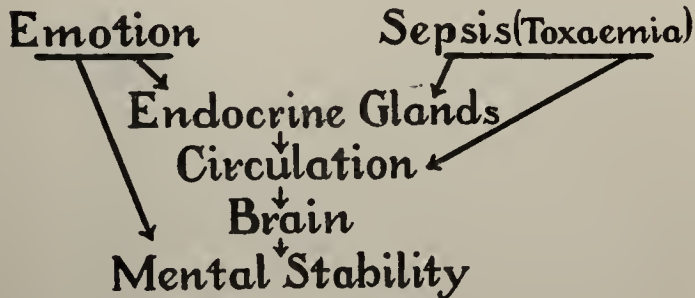 Emotion Sepsis(Toxaemia)
Endocrine Glands
Circulation
Brain
Mental Stability